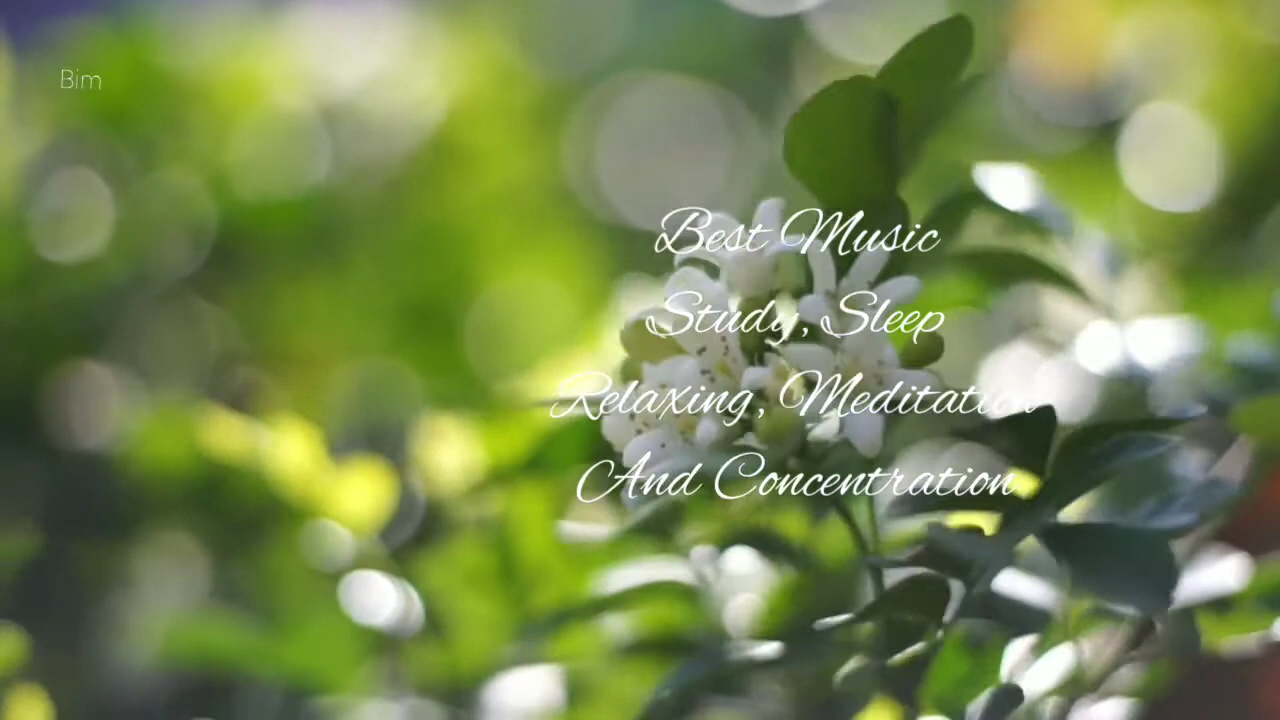 Bim
Best Music
Study, Sleep
Relaxing, Meditation
And Concentration